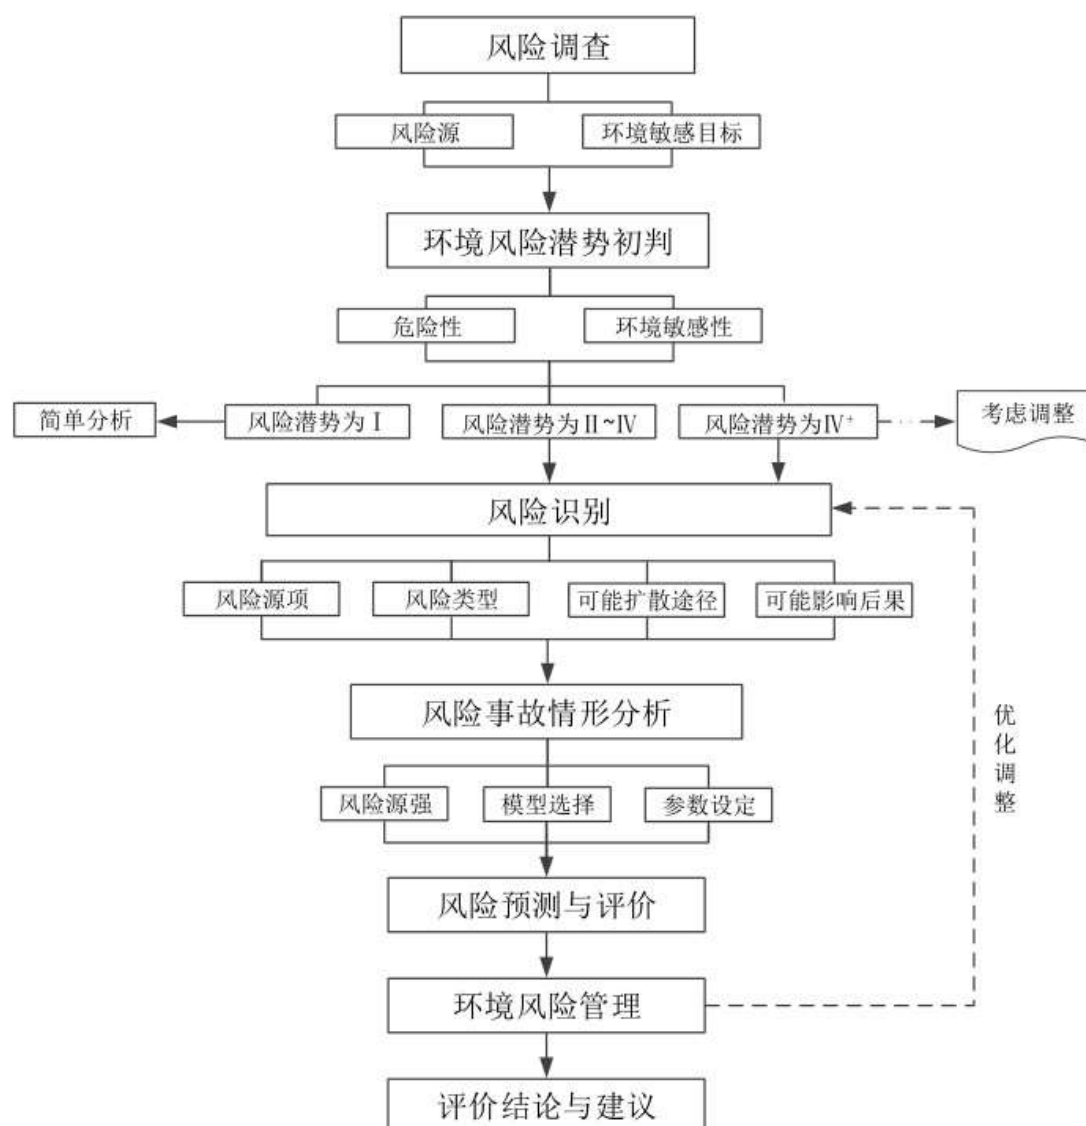 风险调查
风险源
环境敏感目标
环境风险潜势初判
危险性
环境敏感性
简单分析
风险潜势为Ⅰ
风险潜势为Ⅱ~Ⅳ
风险潜势为Ⅳ⁺
考虑调整
风险识别
风险源项
风险类型
可能扩散途径
可能影响后果
风险事故情形分析
优化调整
风险源强
模型选择
参数设定
风险预测与评价
环境风险管理
评价结论与建议